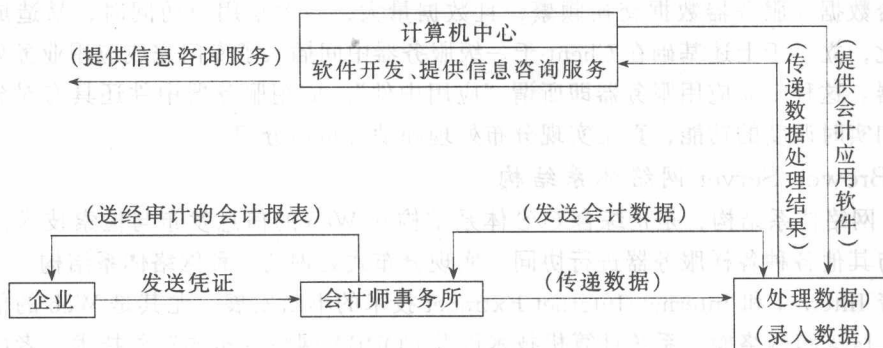 计算机中心
软件开发、提供信息咨询服务
(提供信息咨询服务)
(传递数据处理结果)
(提供会计应用软件)
(送经审计的会计报表)
(发送会计数据)
企业
发送凭证
会计师事务所
(传递数据)
(处理数据)
(录入数据)